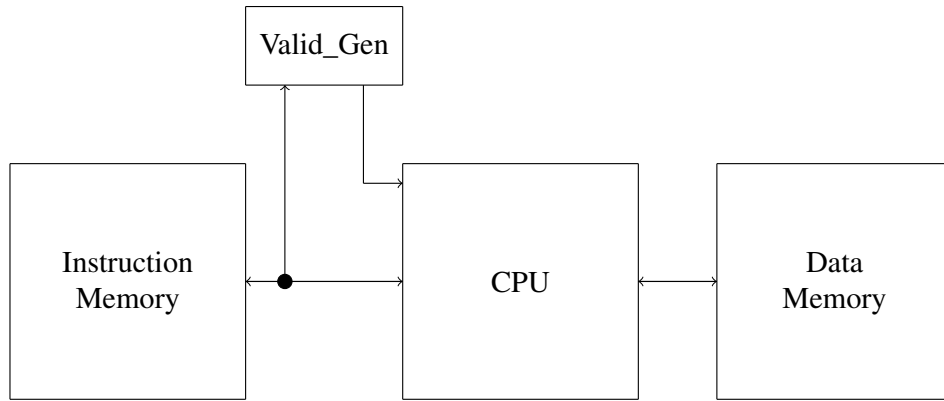 Valid_Gen
Instruction
Memory
CPU
Data
Memory